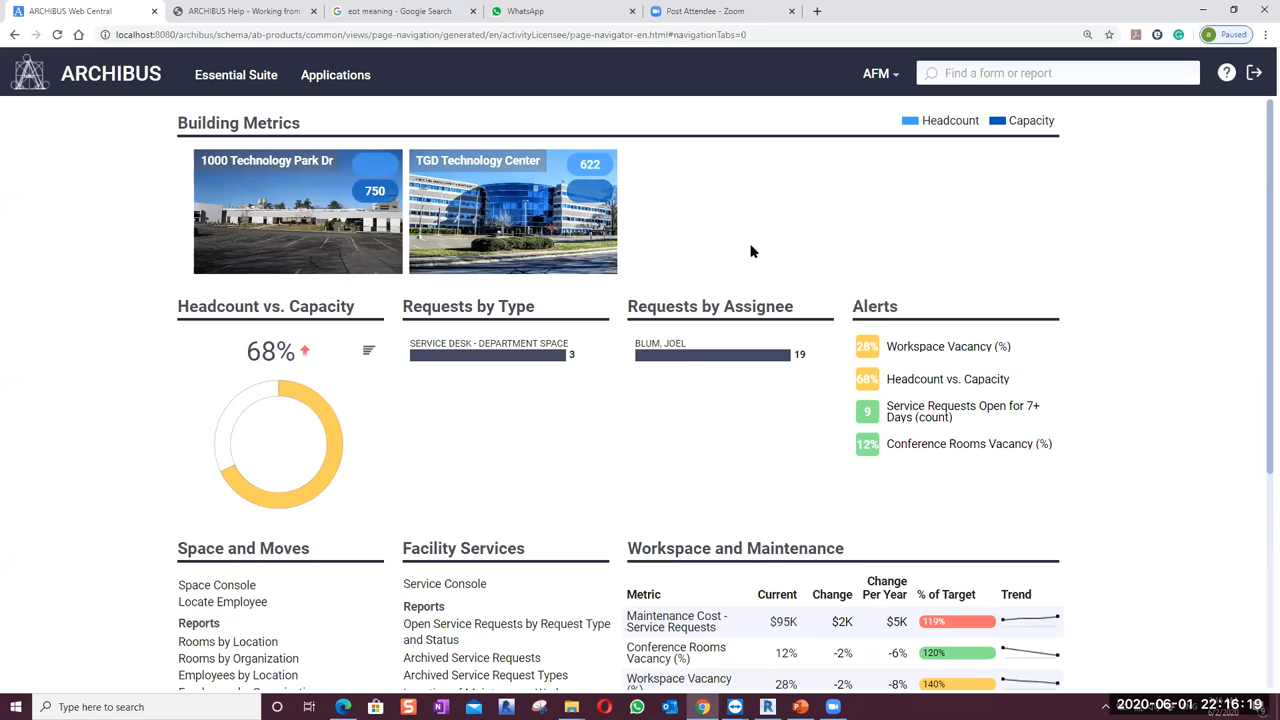 ARCHIBUS Web Central
ARCHIBUS Help - Working from
eot meaning - Google Search
WhatsApp
Post Attendee - Zoom
localhost:8080/archibus/schema/ab-products/common/views/page-navigation/generated/en/activityLicensee/page-navigator-en.html#navigationTabs=0
a Paused
ARCHIBUS
Essential Suite
Applications
AFM
Find a form or report
?
Building Metrics
Headcount
Capacity
1000 Technology Park Dr
750
TGD Technology Center
622
Headcount vs. Capacity
68%
Requests by Type
SERVICE DESK - DEPARTMENT SPACE
3
Requests by Assignee
BLUM, JOEL
19
Alerts
28% Workspace Vacancy (%)
68% Headcount vs. Capacity
9 Service Requests Open for 7+
Days (count)
12% Conference Rooms Vacancy (%)
Space and Moves
Space Console
Locate Employee
Reports
Rooms by Location
Rooms by Organization
Employees by Location
Facility Services
Service Console
Reports
Open Service Requests by Request Type
and Status
Archived Service Requests
Archived Service Request Types
Workspace and Maintenance
Metric Current Change Change Per Year % of Target Trend
Maintenance Cost -
Service Requests $95K $2K $5K 119%
Conference Rooms
Vacancy (%) 12% -2% -6% 120%
Workspace Vacancy
(%) 28% -2% -8% 140%
Type here to search
2020-06-01 22:16:19
6/2/2020